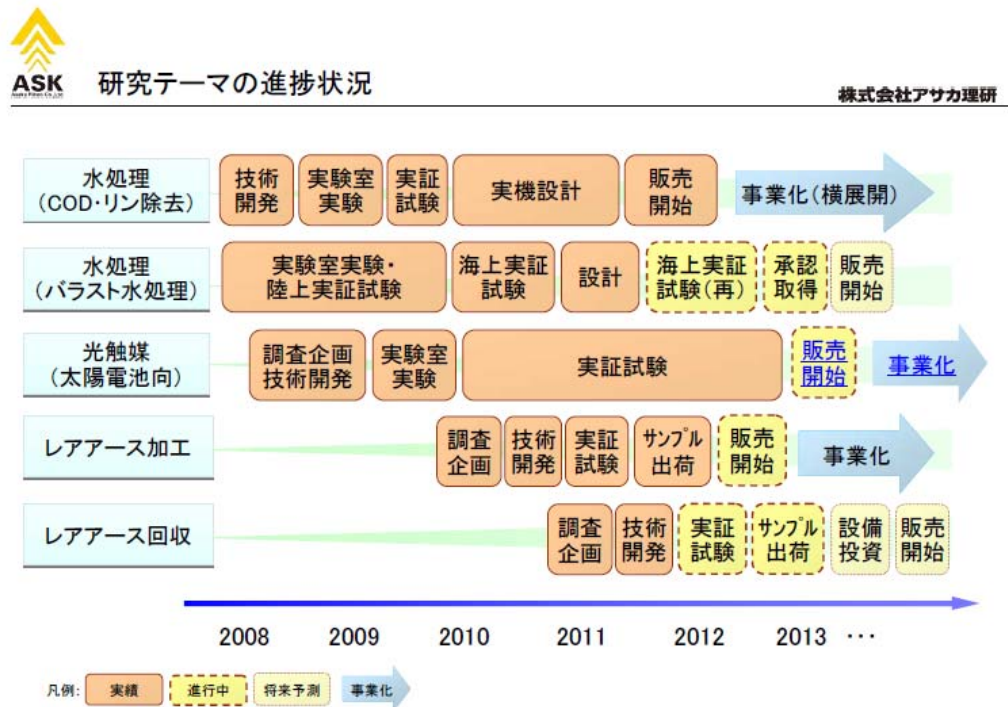 ASK
研究テーマの進捗状況
株式会社アサカ理研
水処理
(COD・リン除去)
技術
開発
実験室
実験
実証
試験
実機設計
販売
開始
事業化(横展開)
水処理
(バラスト水処理)
実験室実験・
陸上実証試験
海上実証
試験
設計
海上実証
試験(再)
承認
取得
販売
開始
光触媒
(太陽電池向)
調査企画
技術開発
実験室
実験
実証試験
販売
開始
事業化
レアアース加工
調査
企画
技術
開発
実証
試験
サンプル
出荷
販売
開始
事業化
レアアース回収
調査
企画
技術
開発
実証
試験
サンプル
出荷
設備
投資
販売
開始
2008 2009 2010 2011 2012 2013 ・・・
凡例: 実績 進行中 将来予測 事業化